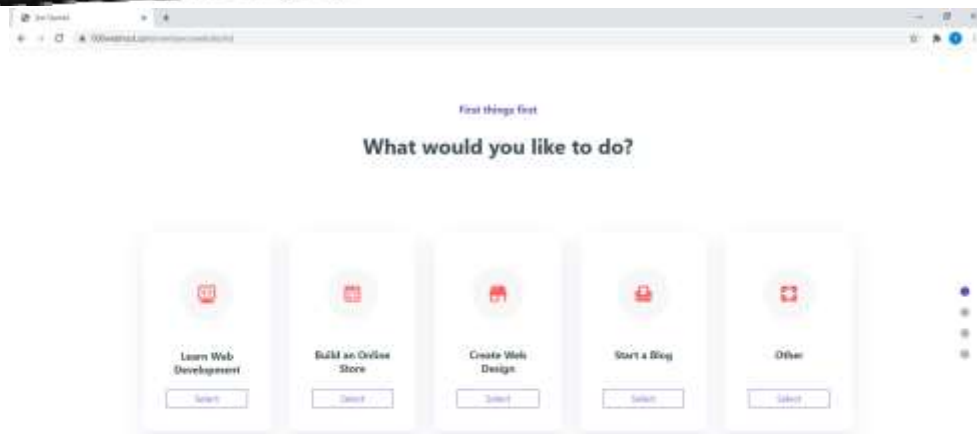 First things first
What would you like to do?
Learn Web
Development
Build an Online
Store
Create Web
Design
Start a Blog
Other
Select
Select
Select
Select
Select